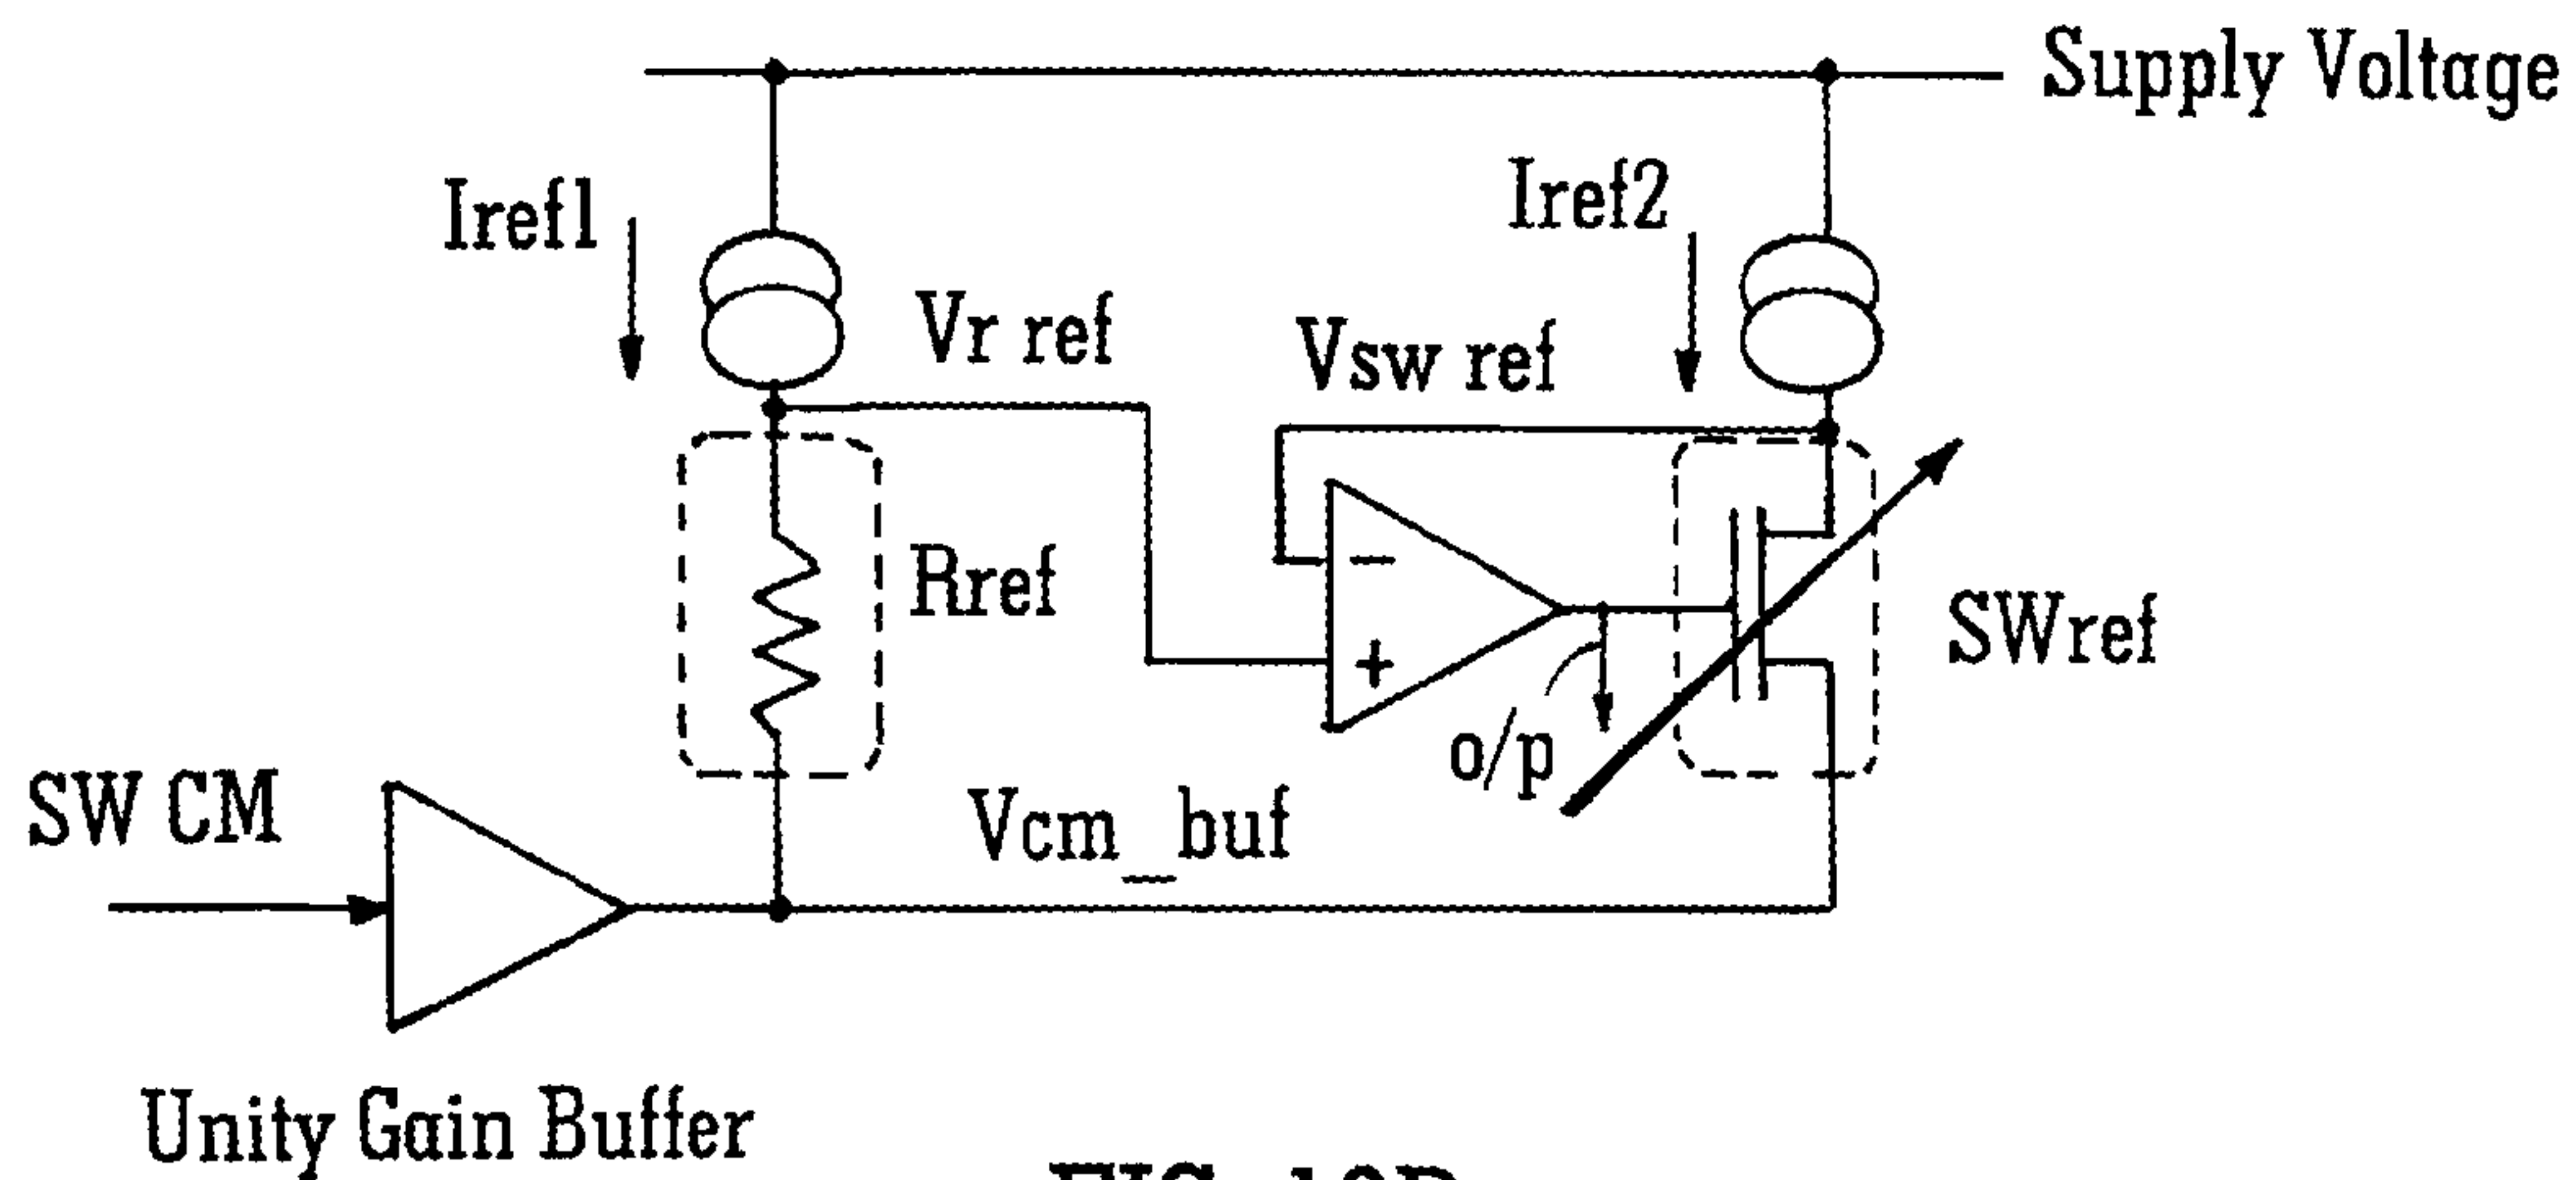 Supply Voltage
Iref1
Iref2
Vr ref
Vsw ref
Rref
−
+
SWref
o/p
SW CM
Vcm_buf
Unity Gain Buffer